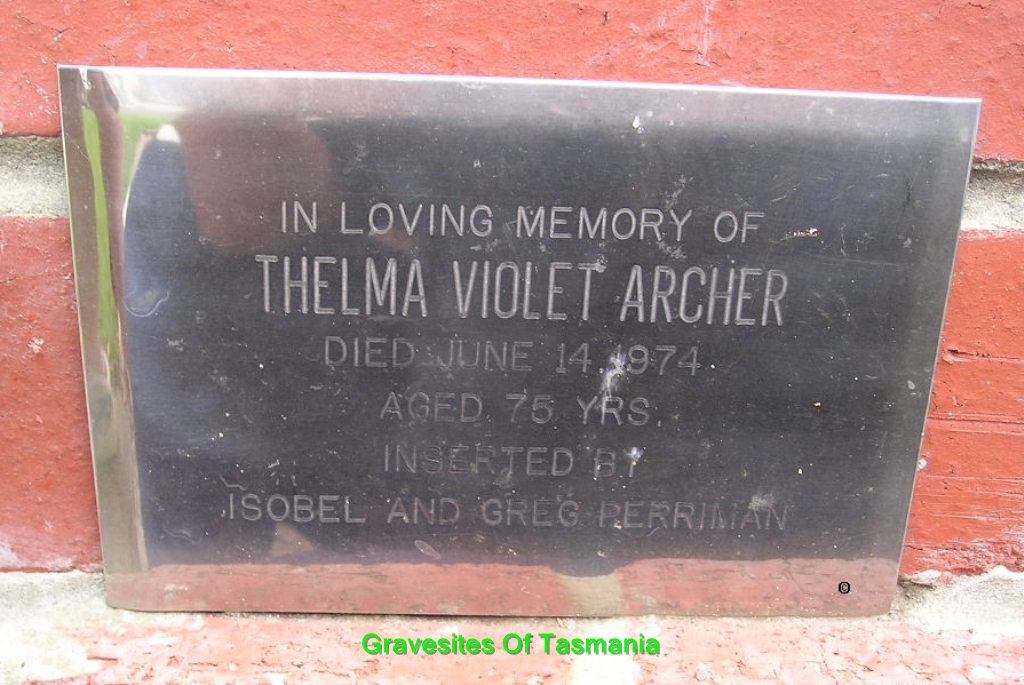 IN LOVING MEMORY OF
THELMA VIOLET ARCHER
DIED JUNE 14, 1974
AGED 75 YRS.
INSERTED BY
ISOBEL AND GREG PERRIMAN
©
Gravesites Of Tasmania